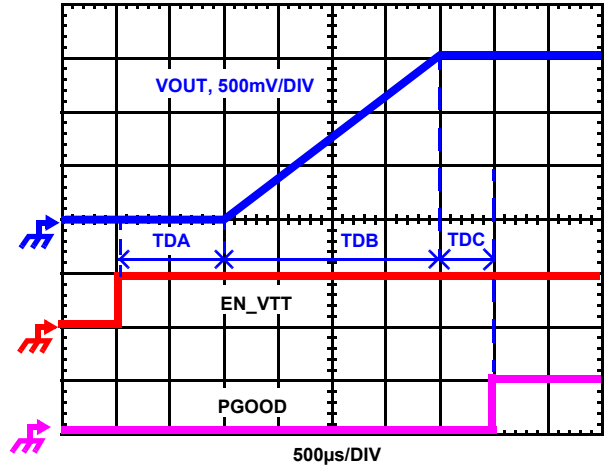 VOUT, 500mV/DIV
TDA
TDB
TDC
EN_VTT
PGOOD
500µs/DIV